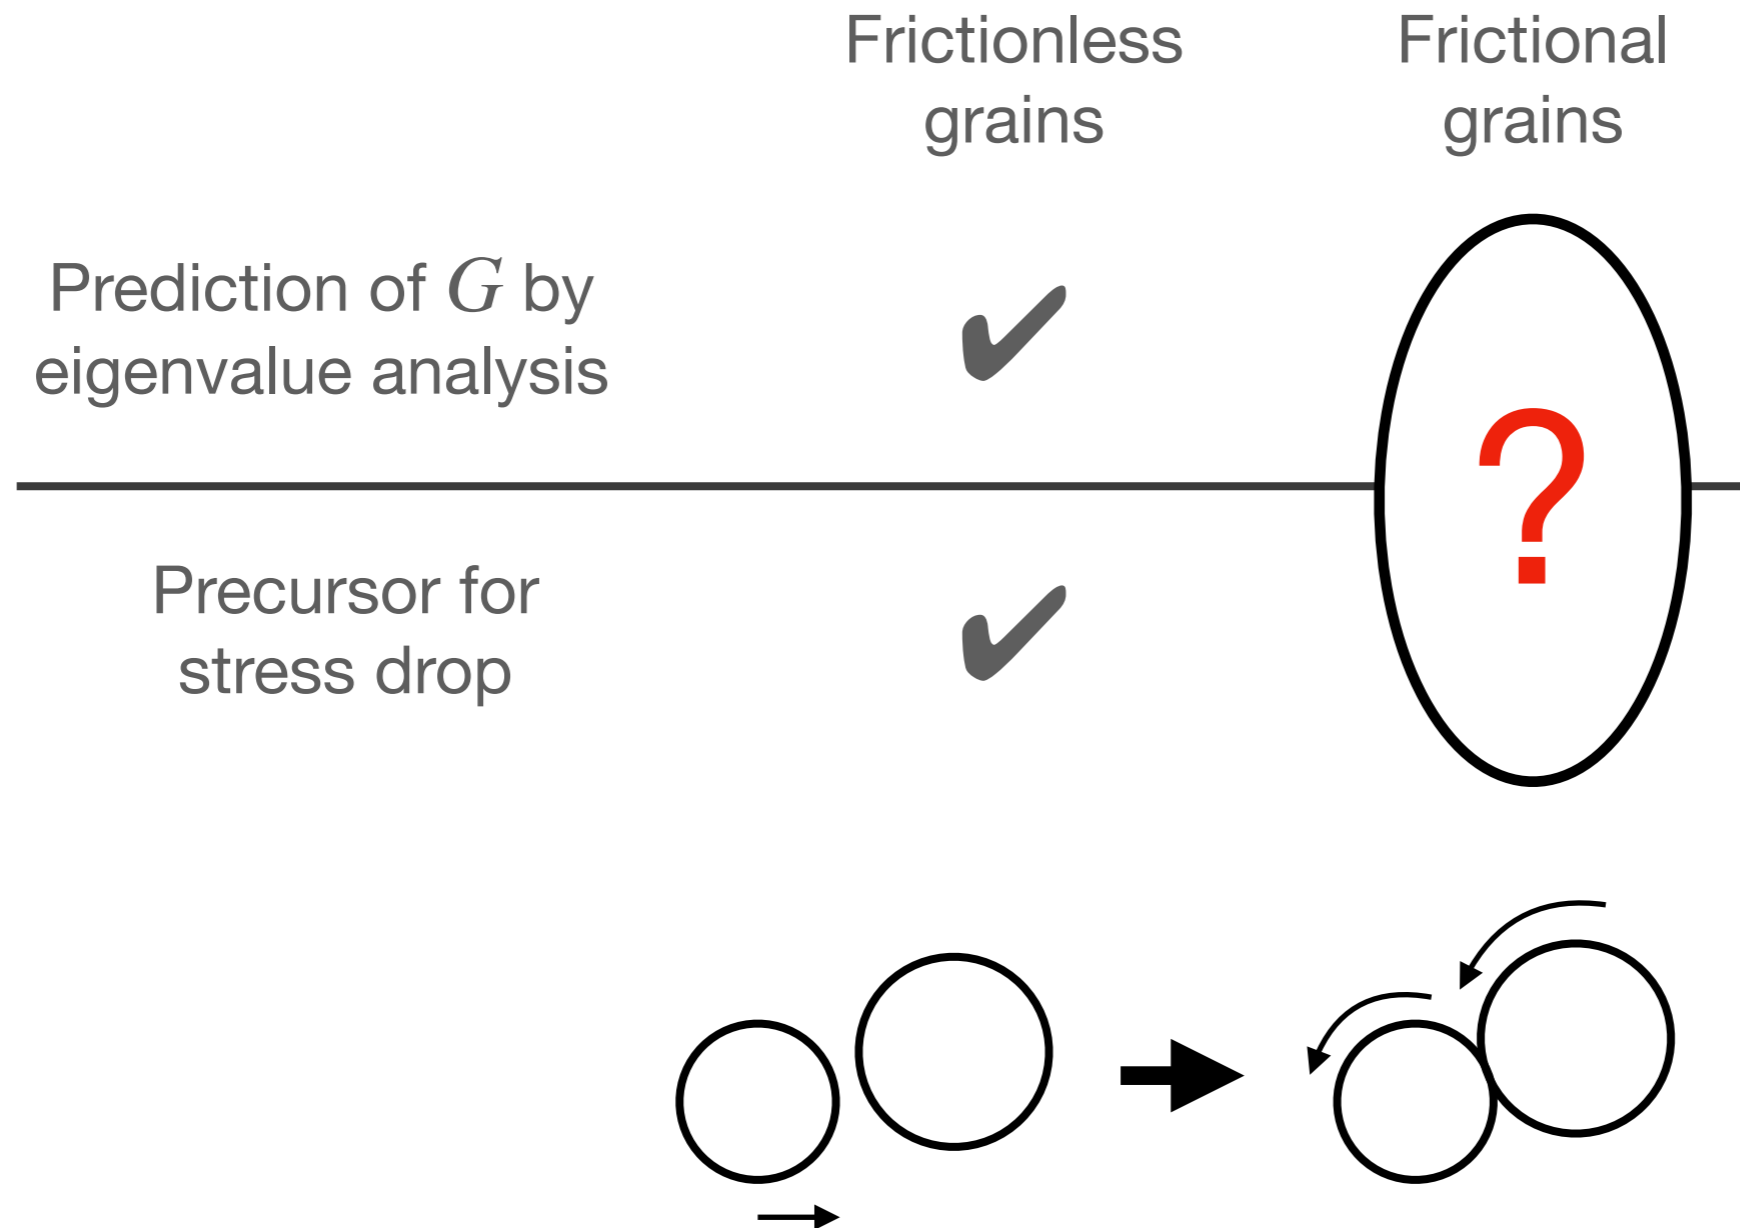 Frictionless
grains
Frictional
grains
Prediction of G by
eigenvalue analysis
✔
?
Precursor for
stress drop
✔